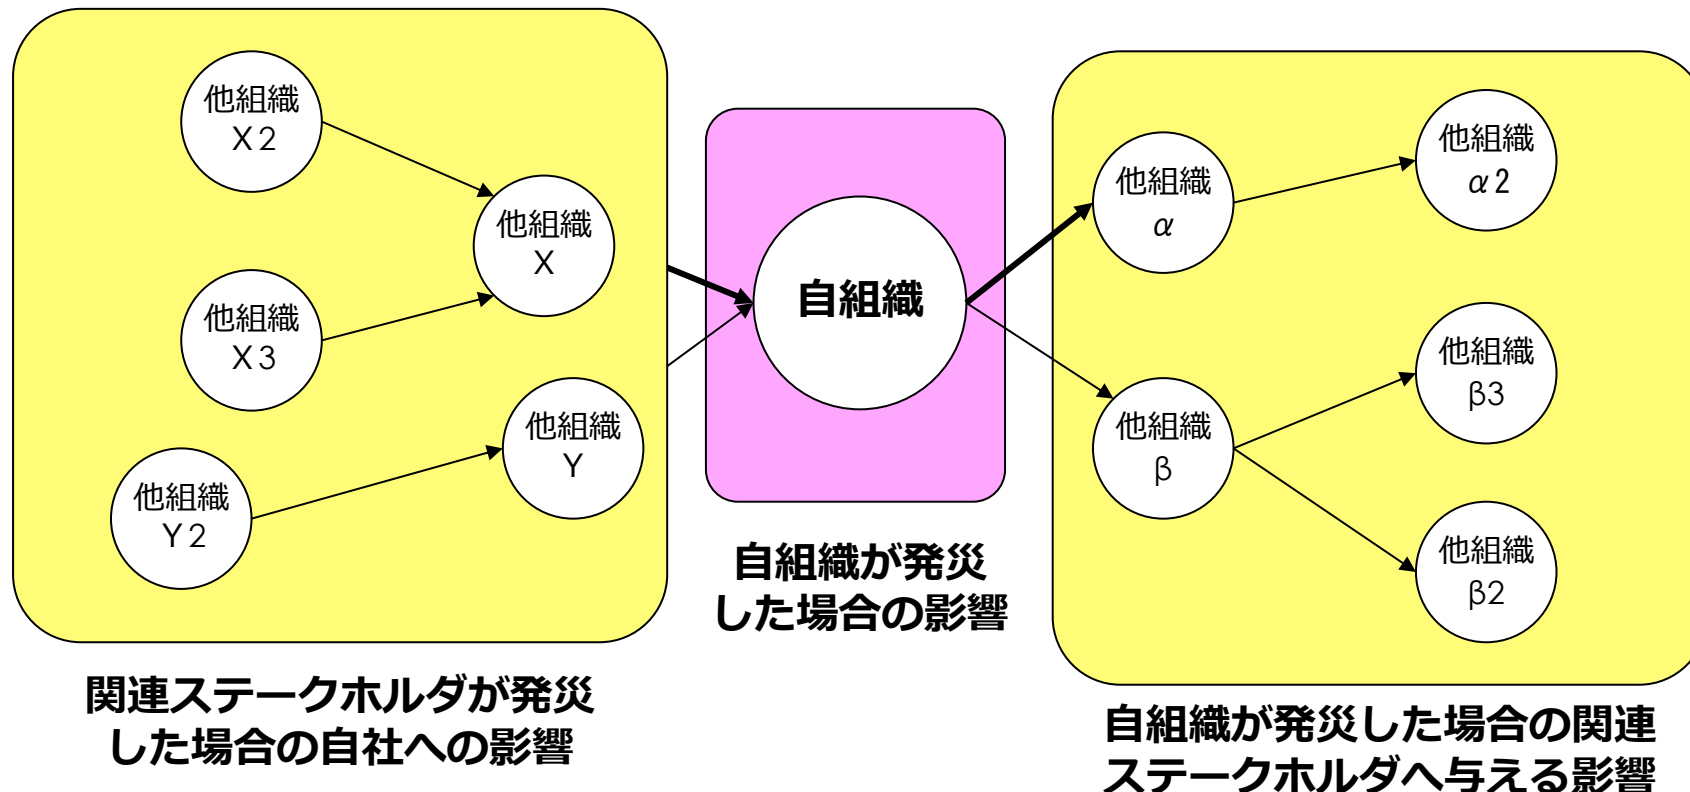 他組織
X2
他組織
X
他組織
X3
他組織
Y
他組織
Y2
関連ステークホルダが発災
した場合の自社への影響
自組織
自組織が発災
した場合の影響
他組織
α
他組織
α2
他組織
β
他組織
β3
他組織
β2
自組織が発災した場合の関連
ステークホルダへ与える影響